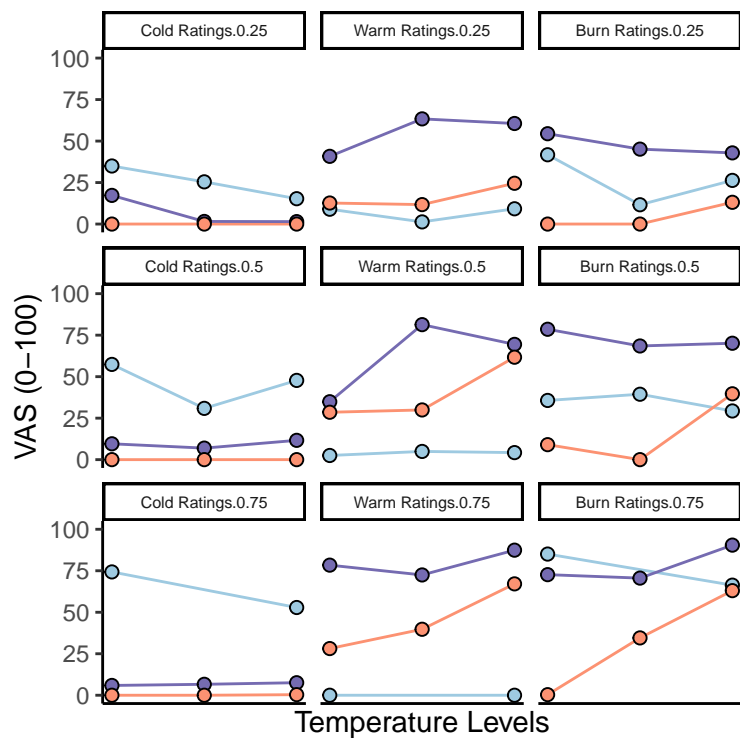 Cold Ratings.0.25
Warm Ratings.0.25
Burn Ratings.0.25
100
75
50
25
0
Cold Ratings.0.5
Warm Ratings.0.5
Burn Ratings.0.5
100
75
50
25
0
VAS (0−100)
Cold Ratings.0.75
Warm Ratings.0.75
Burn Ratings.0.75
100
75
50
25
0
Temperature Levels